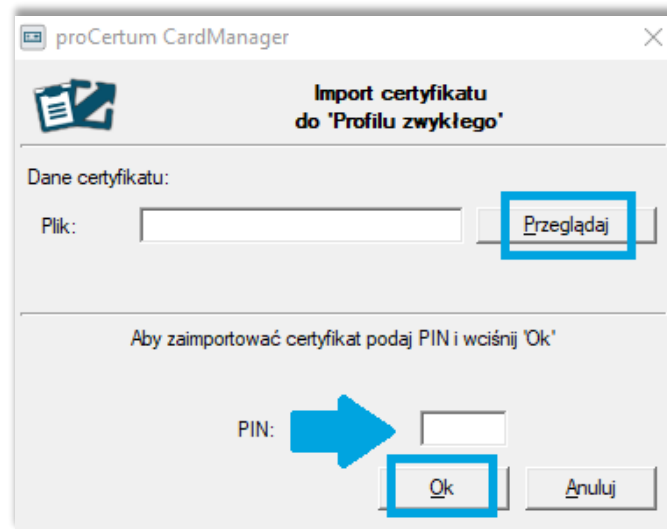 proCertum CardManager
Import certyfikatu
do 'Profilu zwykłego'
Dane certyfikatu:
Plik:
Przeglądaj
Aby zaimportować certyfikat podaj PIN i wciśnij 'Ok'
PIN:
Ok
Anuluj